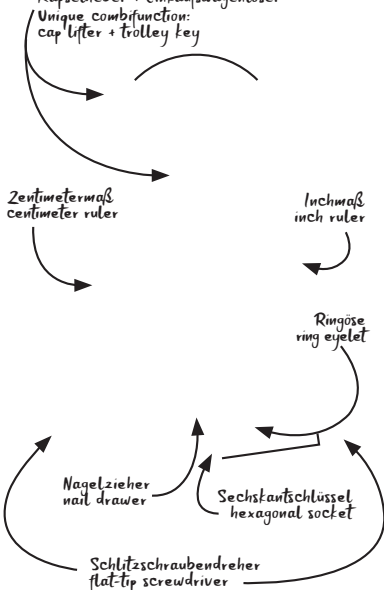 Unique combifunction:
cap lifter + trolley key
Zentimetermaß
centimeter ruler
Inchmaß
inch ruler
Ringöse
ring eyelet
Nagelzieher
nail drawer
Sechskantschlüssel
hexagonal socket
Schlitzschraubendreher
flat-tip screwdriver